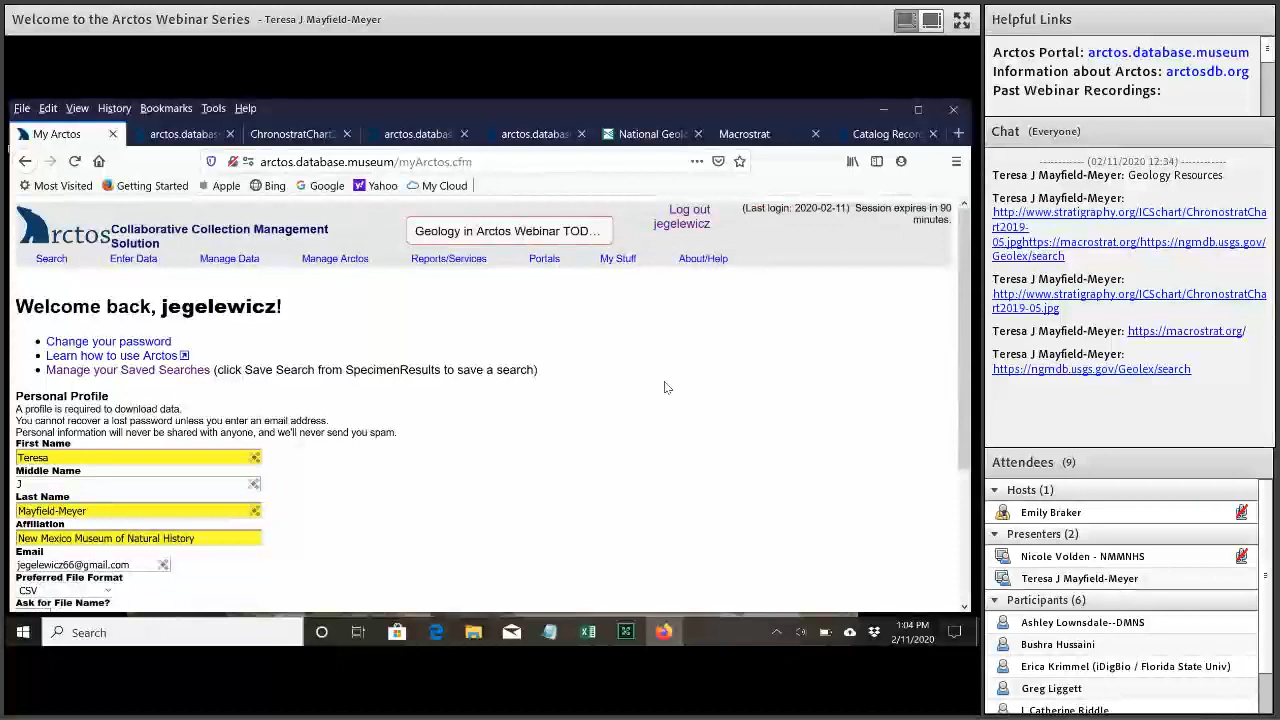 Welcome to the Arctos Webinar Series - Teresa J Mayfield-Meyer
File Edit View History Bookmarks Tools Help
My Arctos
arctos.databas
ChronostratChart
arctos.databas
arctos.databas
National Geolo
Macrostrat
Catalog Recor
arctos.database.museum/myArctos.cfm
Most Visited Getting Started Apple Bing Google Yahoo My Cloud
Arctos
Collaborative Collection Management
Solution
Geology in Arctos Webinar TOD...
Log out
jegelewicz
(Last login: 2020-02-11) Session expires in 90
minutes.
Search Enter Data Manage Data Manage Arctos Reports/Services Portals My Stuff About/Help
Welcome back, jegelewicz!
Change your password
Learn how to use Arctos
Manage your Saved Searches (click Save Search from SpecimenResults to save a search)
Personal Profile
A profile is required to download data.
You cannot recover a lost password unless you enter an email address.
Personal information will never be shared with anyone, and we'll never send you spam.
First Name
Teresa
Middle Name
J
Last Name
Mayfield-Meyer
Affiliation
New Mexico Museum of Natural History
Email
jegelewicz66@gmail.com
Preferred File Format
CSV
Ask for File Name?
Search
1:04 PM
2/11/2020
Helpful Links
Arctos Portal: arctos.database.museum
Information about Arctos: arctosdb.org
Past Webinar Recordings:
Chat (Everyone)
------------ (02/11/2020 12:34) ------------
Teresa J Mayfield-Meyer: Geology Resources
Teresa J Mayfield-Meyer:
http://www.stratigraphy.org/ICSchart/ChronostratCha
rt2019-
05.jpghttps://macrostrat.org/https://ngmdb.usgs.gov/
Geolex/search
Teresa J Mayfield-Meyer:
http://www.stratigraphy.org/ICSchart/ChronostratCha
rt2019-05.jpg
Teresa J Mayfield-Meyer: https://macrostrat.org/
Teresa J Mayfield-Meyer:
https://ngmdb.usgs.gov/Geolex/search
Attendees (9)
Hosts (1)
Emily Braker
Presenters (2)
Nicole Volden - NMMNHS
Teresa J Mayfield-Meyer
Participants (6)
Ashley Lownsdale--DMNS
Bushra Hussaini
Erica Krimmel (iDigBio / Florida State Univ)
Greg Liggett
L Catherine Riddle